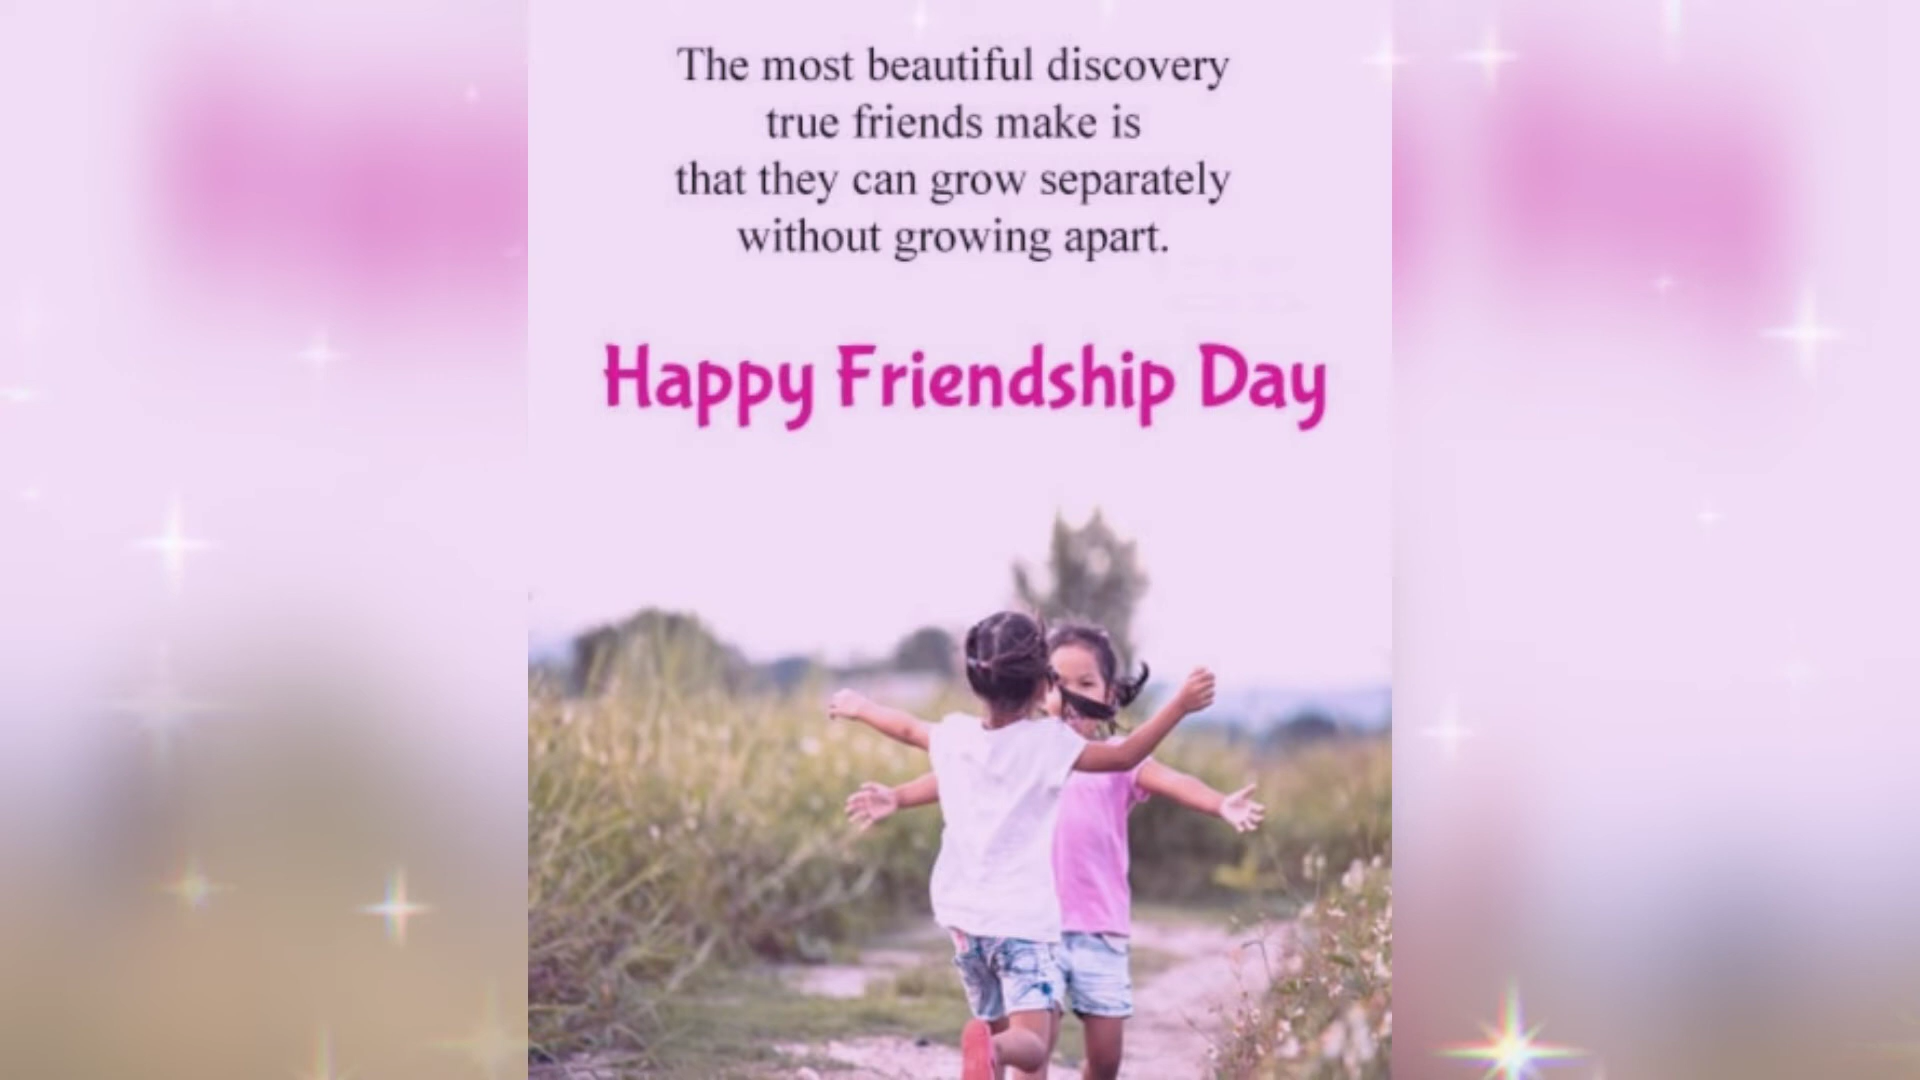 The most beautiful discovery
true friends make is
that they can grow separately
without growing apart.
Happy Friendship Day